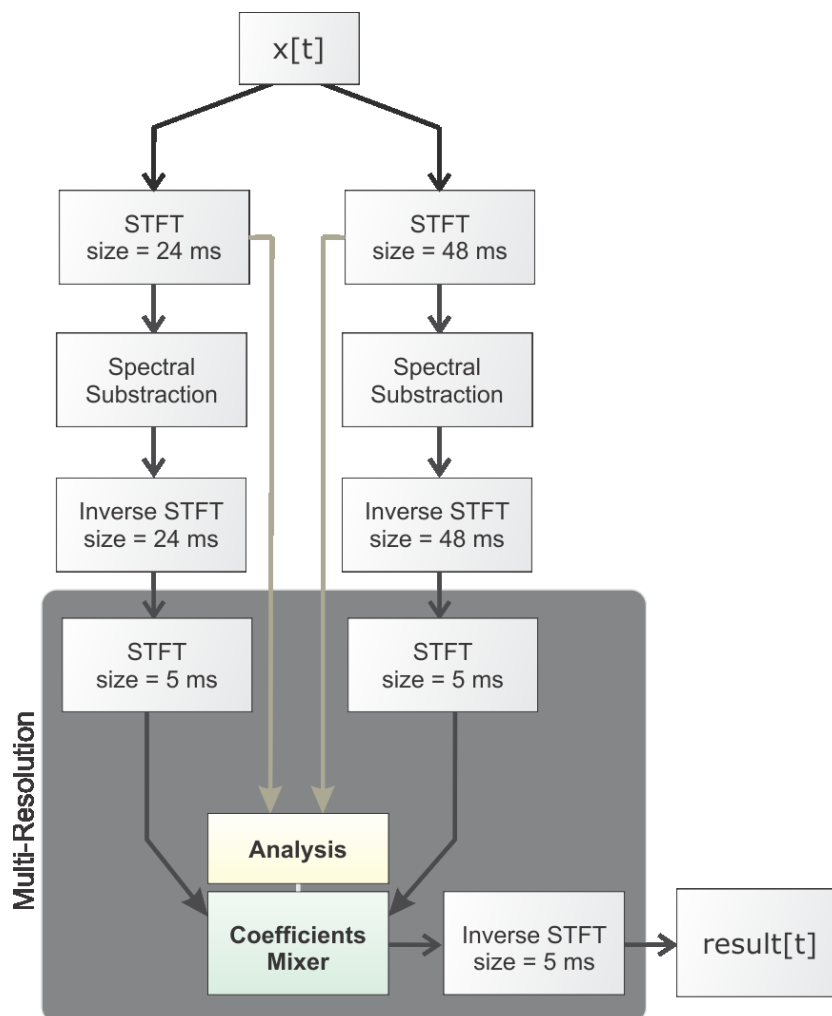 x[t]
STFT
size = 24 ms
STFT
size = 48 ms
Spectral
Substraction
Spectral
Substraction
Inverse STFT
size = 24 ms
Inverse STFT
size = 48 ms
STFT
size = 5 ms
STFT
size = 5 ms
Multi-Resolution
Analysis
Coefficients
Mixer
Inverse STFT
size = 5 ms
result[t]